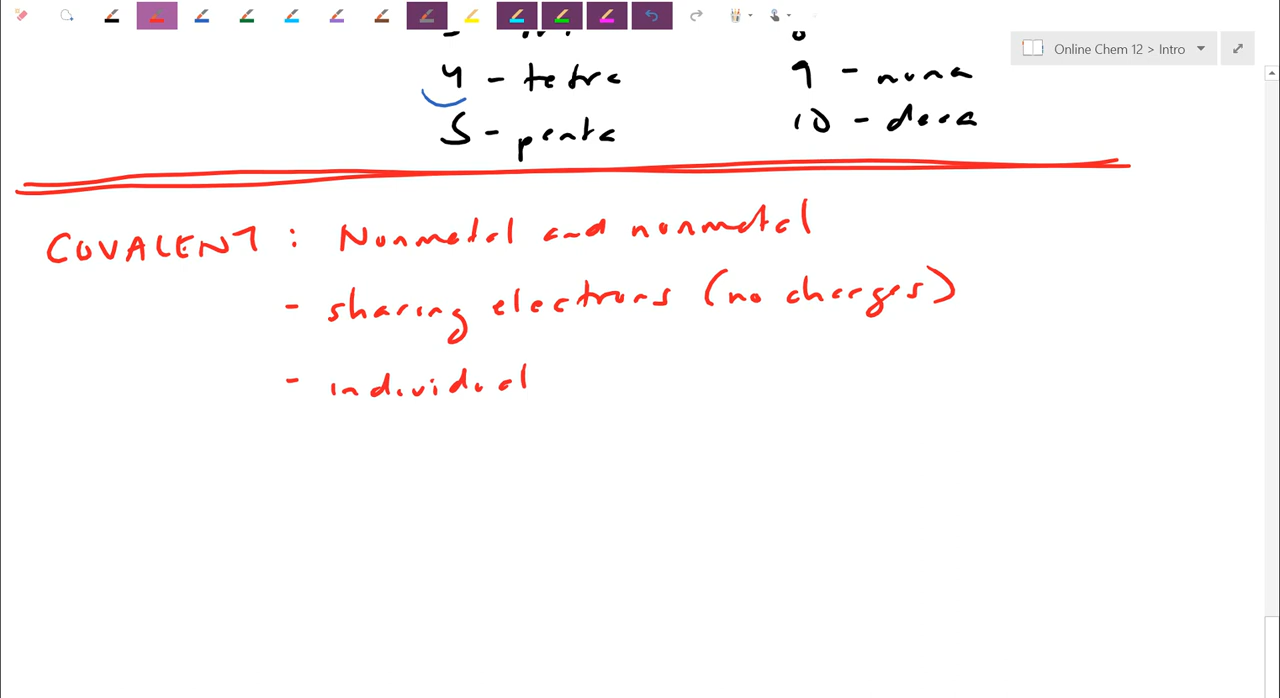 Online Chem 12 > Intro
4 - tetra
9 - nona
5 - penta
10 - deca
COVALENT : Nonmetal and nonmetal
- sharing electrons (no charges)
- individual